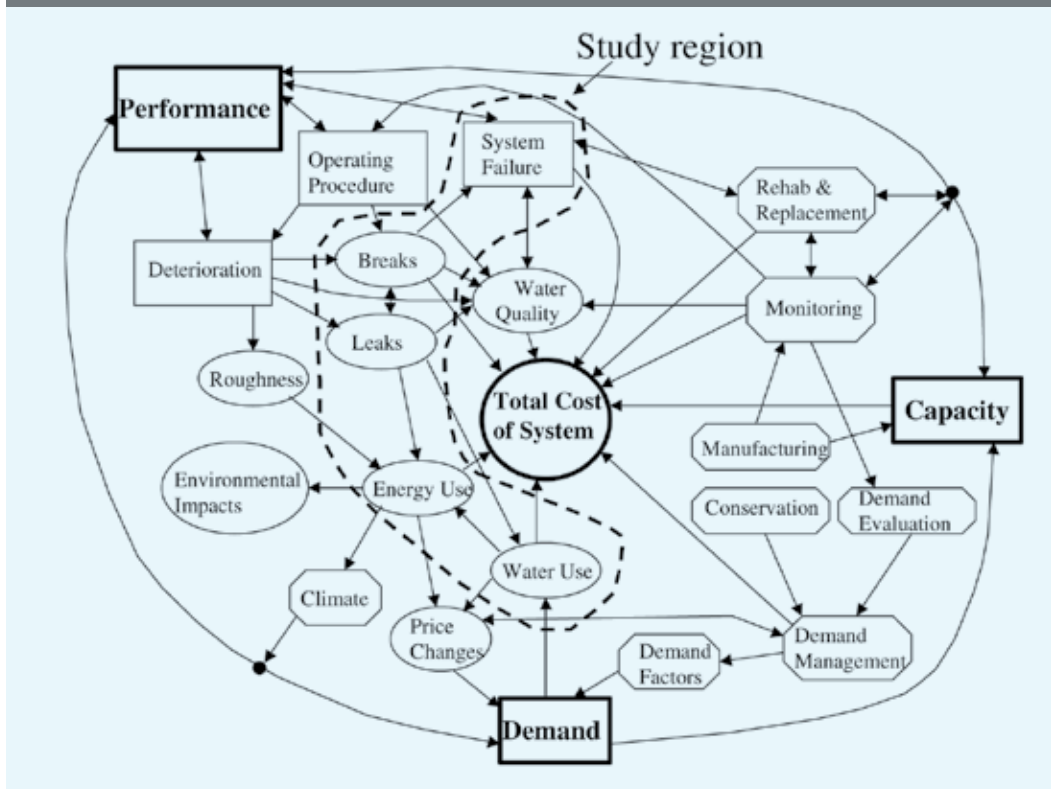 Study region
Performance
System
Failure
Operating
Procedure
Rehab &
Replacement
Deterioration
Breaks
Water
Quality
Monitoring
Leaks
Roughness
Total Cost
of System
Capacity
Manufacturing
Environmental
Impacts
Energy Use
Conservation
Demand
Evaluation
Water Use
Climate
Price
Changes
Demand
Factors
Demand
Management
Demand